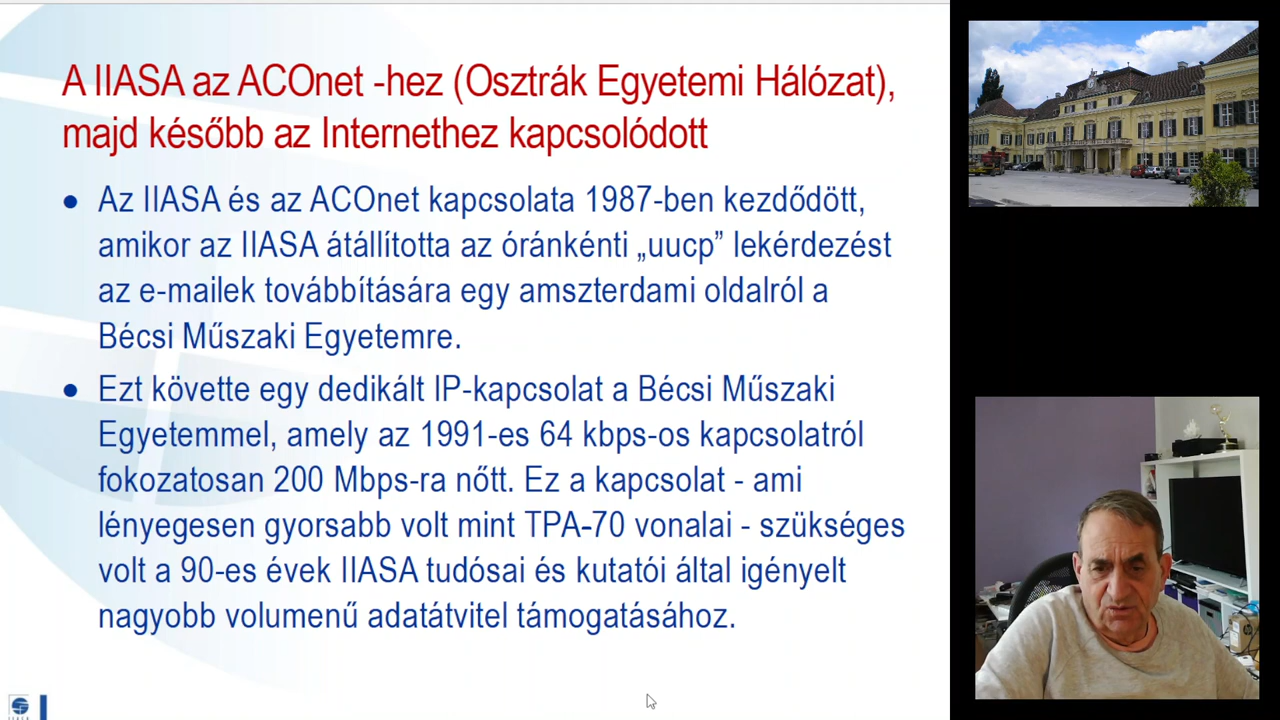 A IIASA az ACOnet -hez (Osztrák Egyetemi Hálózat),
majd később az Internethez kapcsolódott
● Az IIASA és az ACOnet kapcsolata 1987-ben kezdődött,
amikor az IIASA átállította az óránkénti „uucp” lekérdezést
az e-mailek továbbítására egy amszterdami oldalról a
Bécsi Műszaki Egyetemre.
● Ezt követte egy dedikált IP-kapcsolat a Bécsi Műszaki
Egyetemmel, amely az 1991-es 64 kbps-os kapcsolatról
fokozatosan 200 Mbps-ra nőtt. Ez a kapcsolat - ami
lényegesen gyorsabb volt mint TPA-70 vonalai - szükséges
volt a 90-es évek IIASA tudósai és kutatói által igényelt
nagyobb volumenű adatátvitel támogatásához.